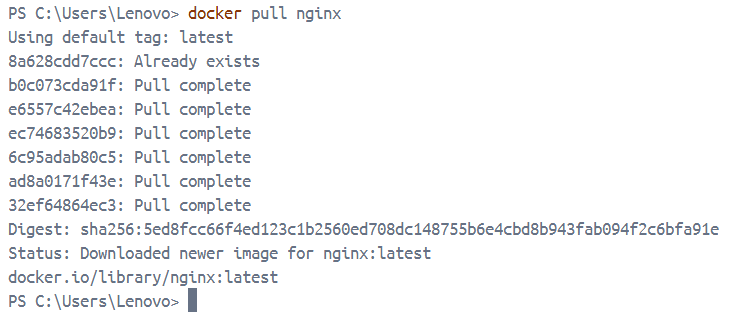 PS C:\Users\Lenovo> docker pull nginx
Using default tag: latest
8a628cdd7ccc: Already exists
b0c073cda91f: Pull complete
e6557c42ebea: Pull complete
ec74683520b9: Pull complete
6c95adab80c5: Pull complete
ad8a0171f43e: Pull complete
32ef64864ec3: Pull complete
Digest: sha256:5ed8fcc66f4ed123c1b2560ed708dc148755b6e4cbd8b943fab094f2c6bfa91e
Status: Downloaded newer image for nginx:latest
docker.io/library/nginx:latest
PS C:\Users\Lenovo>